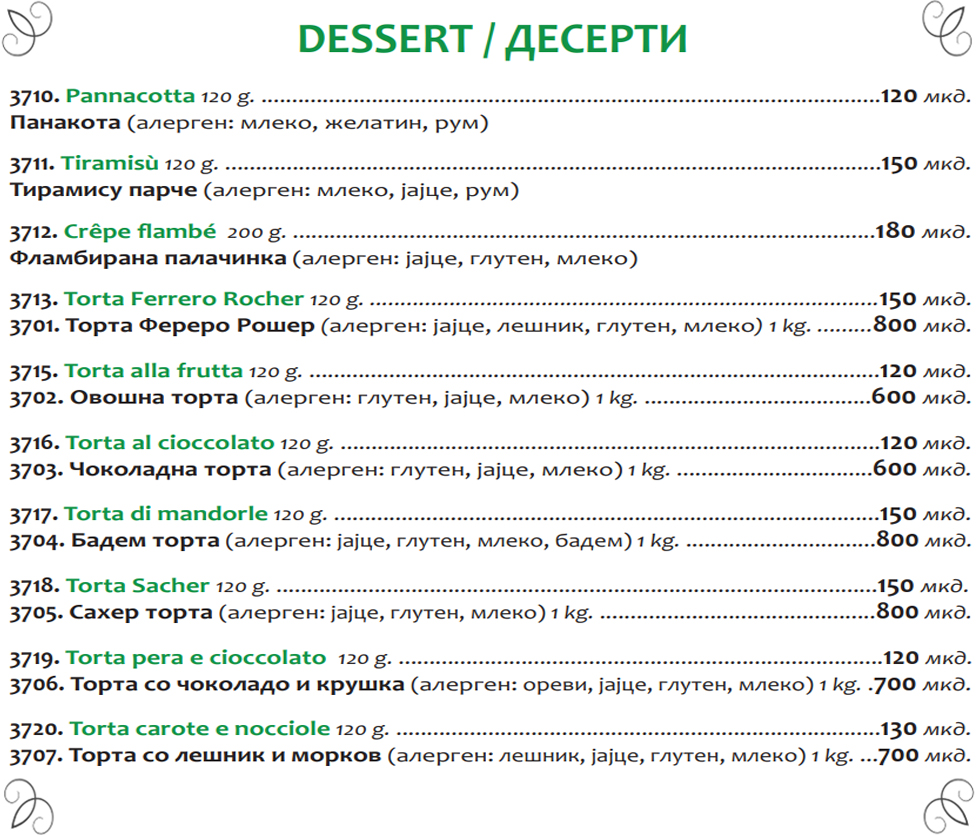 DESSERT / ДЕСЕРТИ
3710. Pannacotta 120 g. ..........120 мкд.
Панакота (алерген: млеко, желатин, рум)
3711. Tiramisù 120 g. ..........150 мкд.
Тирамису парче (алерген: млеко, јајце, рум)
3712. Crêpe flambé 200 g. ..........180 мкд.
Фламбирана палачинка (алерген: јајце, глутен, млеко)
3713. Torta Ferrero Rocher 120 g. ..........150 мкд.
3701. Торта Фереро Рошер (алерген: јајце, лешник, глутен, млеко) 1 kg. .........800 мкд.
3715. Torta alla frutta 120 g. ..........120 мкд.
3702. Овошна торта (алерген: глутен, јајце, млеко) 1 kg. ..........600 мкд.
3716. Torta al cioccolato 120 g. ..........120 мкд.
3703. Чоколадна торта (алерген: глутен, јајце, млеко) 1 kg. ..........600 мкд.
3717. Torta di mandorle 120 g. ..........150 мкд.
3704. Бадем торта (алерген: јајце, глутен, млеко, бадем) 1 kg. ..........800 мкд.
3718. Torta Sacher 120 g. ..........150 мкд.
3705. Сахер торта (алерген: јајце, глутен, млеко) 1 kg. ..........800 мкд.
3719. Torta pera e cioccolato 120 g. ..........120 мкд.
3706. Торта со чоколадо и крушка (алерген: ореви, јајце, глутен, млеко) 1 kg. .700 мкд.
3720. Torta carote e nocciole 120 g. ..........130 мкд.
3707. Торта со лешник и морков (алерген: лешник, јајце, глутен, млеко) 1 kg. ...700 мкд.